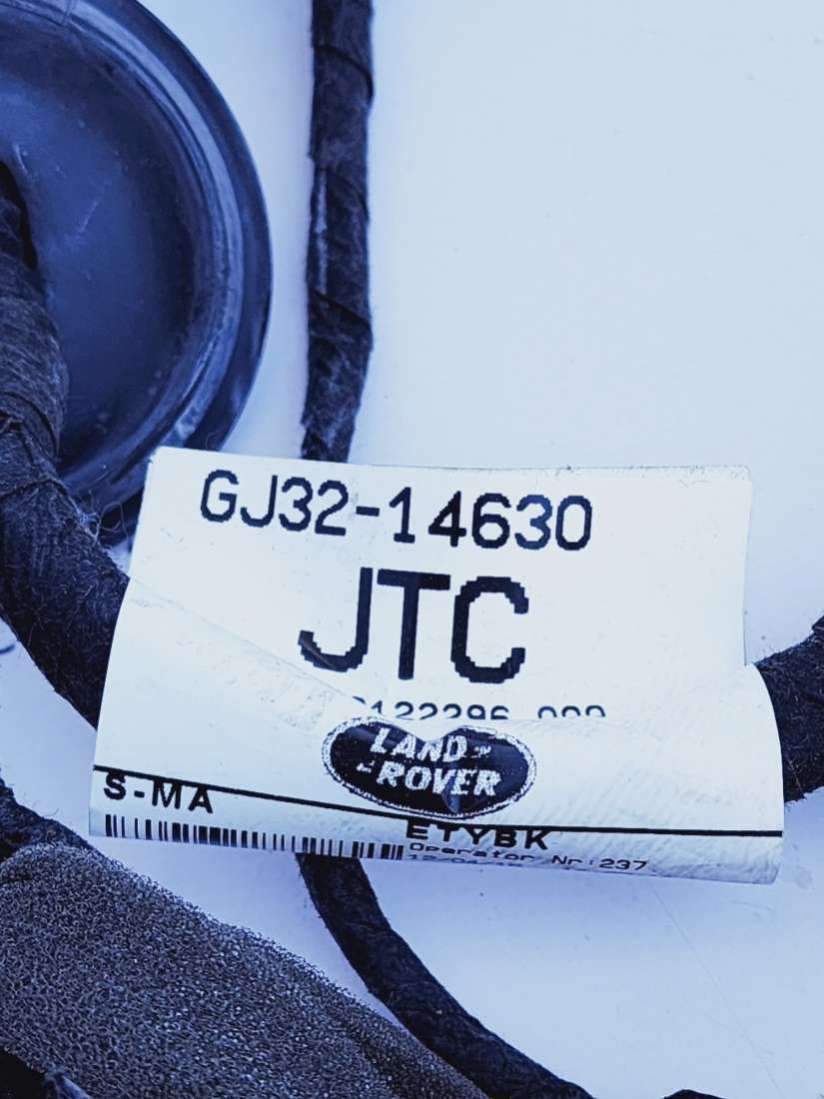 GJ32-14630
JTC
LAND
ROVER
S-MA
ETYBK
Operator Nr:237